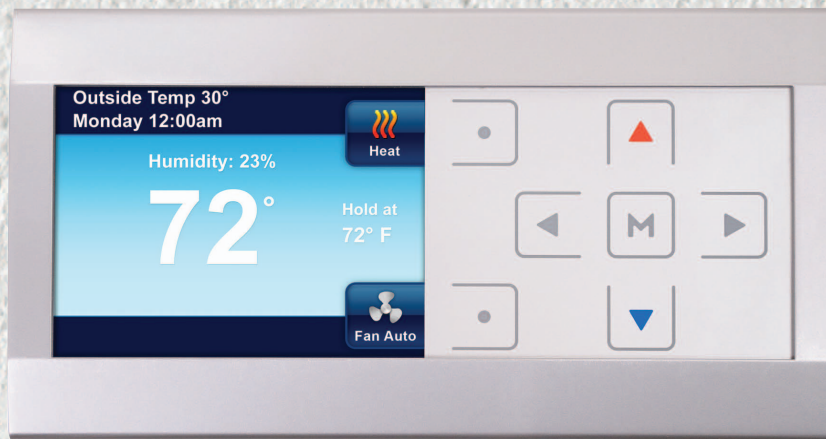 Outside Temp 30°
Monday 12:00am
Heat
Humidity: 23%
72°
Hold at
72° F
Fan Auto
M